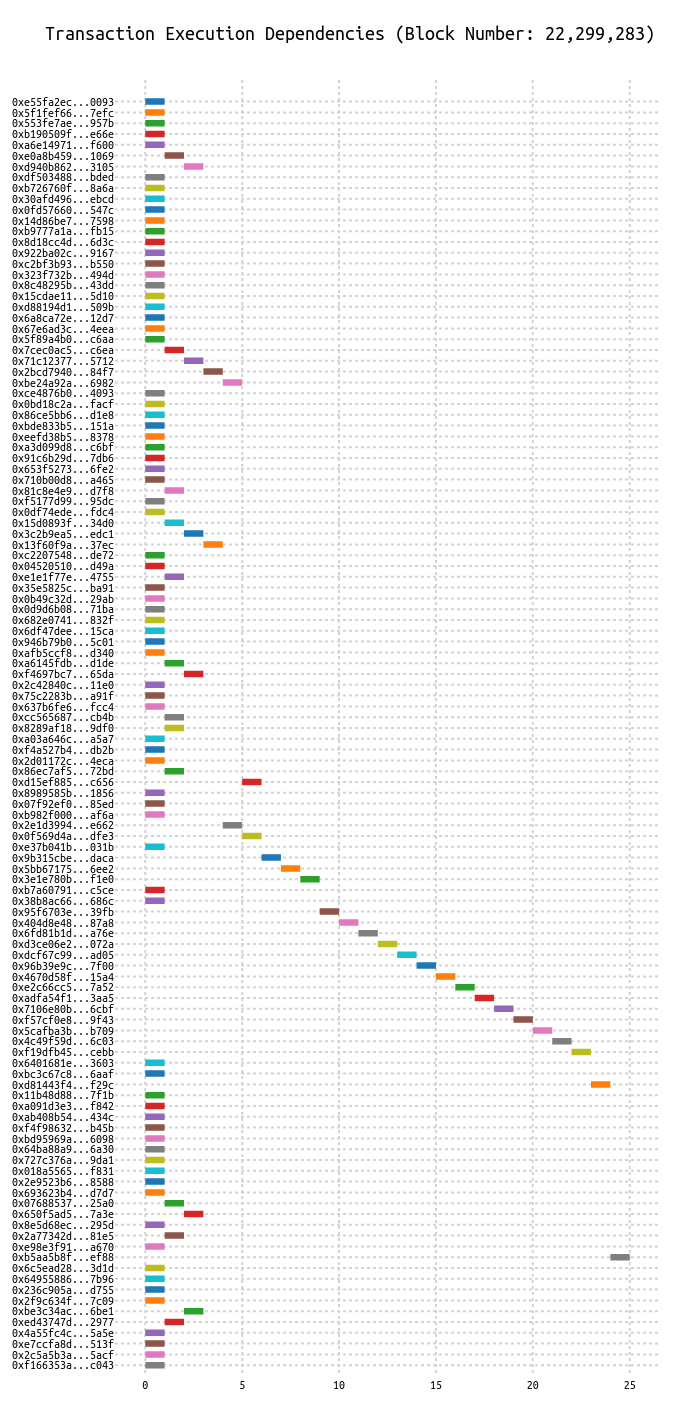 Transaction Execution Dependencies (Block Number: 22,299,283)
0xe55fa2ec...0093
0x5f1fef66...7efc
0x553fe7ae...957b
0xb190509f...e66e
0xa6e14971...f600
0xe0a8b459...1069
0xd940b862...3105
0xdf503488...bded
0xb726760f...8a6a
0x30afd496...ebcd
0x0fd57660...547c
0x14d86be7...7598
0xb9777a1a...fb15
0x8d18cc4d...6d3c
0x922ba02c...9167
0xc2bf3b93...b550
0x323f732b...494d
0x8c48295b...43dd
0x15cdae11...5d10
0xd88194d1...509b
0x6a8ca72e...12d7
0x67e6ad3c...4eea
0x5f89a4b0...c6aa
0x7cec0ac5...c6ea
0x71c12377...5712
0x2bcd7940...84f7
0xbe24a92a...6982
0xce4876b0...4093
0x0bd18c2a...facf
0x86ce5bb6...d1e8
0xbde833b5...151a
0xeefd38b5...8378
0xa3d099d8...c6bf
0x91c6b29d...7db6
0x653f5273...6fe2
0x710b00d8...a465
0x81c8e4e9...d7f8
0xf5177d99...95dc
0x0df74ede...fdc4
0x15d0893f...34d0
0x3c2b9ea5...edc1
0x13f60f9a...37ec
0xc2207548...de72
0x04520510...d49a
0xe1e1f77e...4755
0x35e5825c...ba91
0x0b49c32d...29ab
0x0d9d6b08...71ba
0x682e0741...832f
0x6df47dee...15ca
0x946b79b0...5c01
0xafb5ccf8...d340
0xa6145fdb...d1de
0xf4697bc7...65da
0x2c42840c...11e0
0x75c2283b...a91f
0x637b6fe6...fcc4
0xcc565687...cb4b
0x8289af18...9df0
0xa03a646c...a5a7
0xf4a527b4...db2b
0x2d01172c...4eca
0x86ec7af5...72bd
0xd15ef885...c656
0x8989585b...1856
0x07f92ef0...85ed
0xb982f000...af6a
0x2e1d3994...e662
0x0f569d4a...dfe3
0xe37b041b...031b
0x9b315cbe...daca
0x5bb67175...6ee2
0x3e1e780b...f1e0
0xb7a60791...c5ce
0x38b8ac66...686c
0x95f6703e...39fb
0x404d8e48...87a8
0x6fd81b1d...a76e
0xd3ce06e2...072a
0xdcf67c99...ad05
0x96b39e9c...7f00
0x4670d58f...15a4
0xe2c66cc5...7a52
0xadfa54f1...3aa5
0x7106e80b...6cbf
0xf57cf0e8...9f43
0x5cafba3b...b709
0x4c49f59d...6c03
0xf19dfb45...cebb
0x6401681e...3603
0xbc3c67c8...6aaf
0xd81443f4...f29c
0x11b48d88...7f1b
0xa091d3e3...f842
0xab408b54...434c
0xf4f98632...b45b
0xbd95969a...6098
0x64ba88a9...6a30
0x727c376a...9da1
0x018a5565...f831
0x2e9523b6...8588
0x693623b4...d7d7
0x07688537...25a0
0x650f5ad5...7a3e
0x8e5d68ec...295d
0x2a77342d...81e5
0xe98e3f91...a670
0xb5aa5b8f...ef88
0x6c5ead28...3d1d
0x64955886...7b96
0x236c905a...d755
0x2f9c634f...7c09
0xbe3c34ac...6be1
0xed43747d...2977
0x4a55fc4c...5a5e
0xe7ccfa8d...513f
0x2c5a5b3a...5acf
0xf166353a...c043
0 5 10 15 20 25